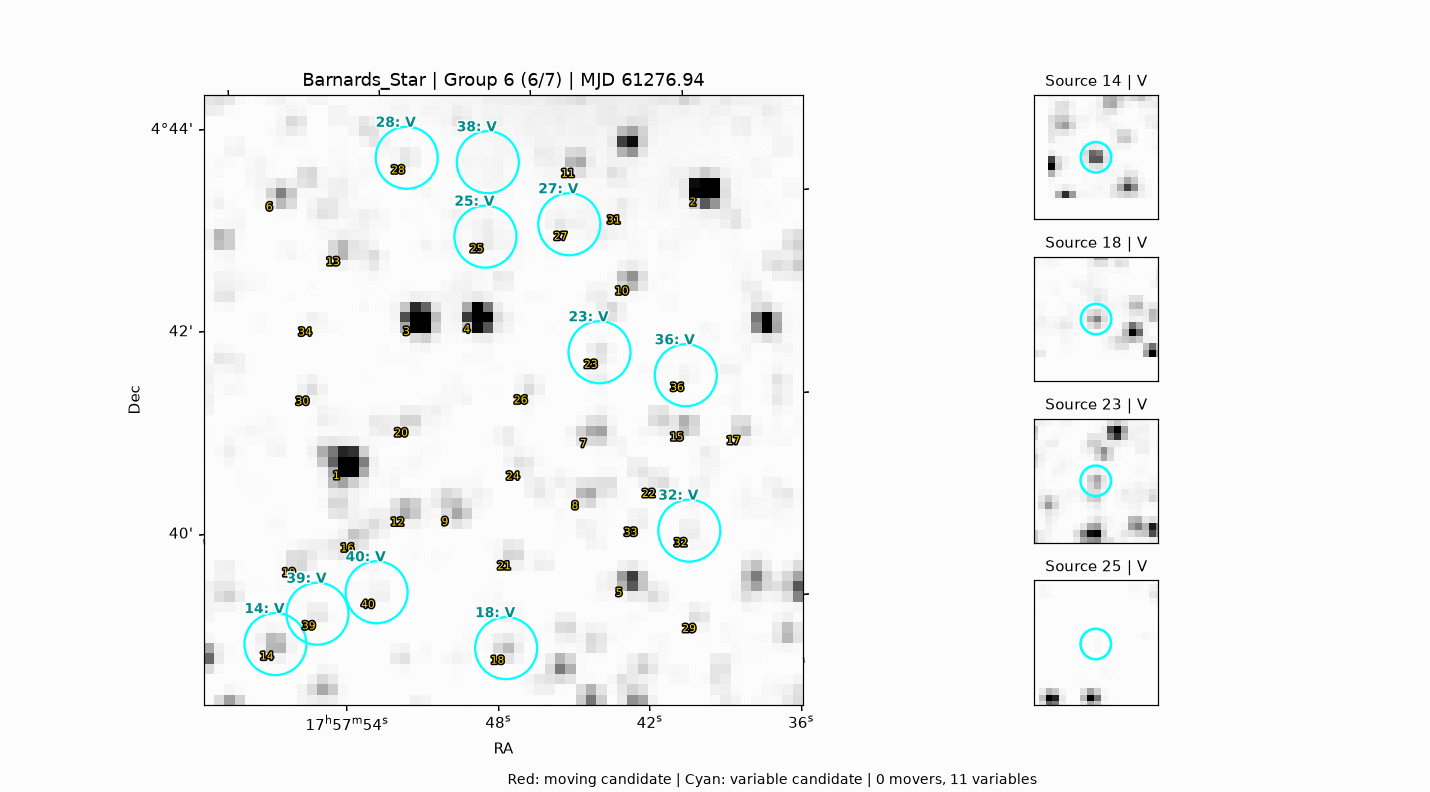 Barnards_Star | Group 6 (6/7) | MJD 61276.94
Source 14 | V
28: V
38: V
4°44'
28
11
27: V
2
25: V
6
31
27
25
13
Source 18 | V
10
23: V
34
3
4
42'
36: V
23
36
Dec
30
26
20
7
15
17
Source 23 | V
1
24
22
32: V
8
12
9
33
40'
32
16
40: V
21
19
39: V
Source 25 | V
5
40
14: V
18: V
39
29
14
18
17ʰ57ᵐ54ˢ
48ˢ
42ˢ
36ˢ
RA
Red: moving candidate | Cyan: variable candidate | 0 movers, 11 variables